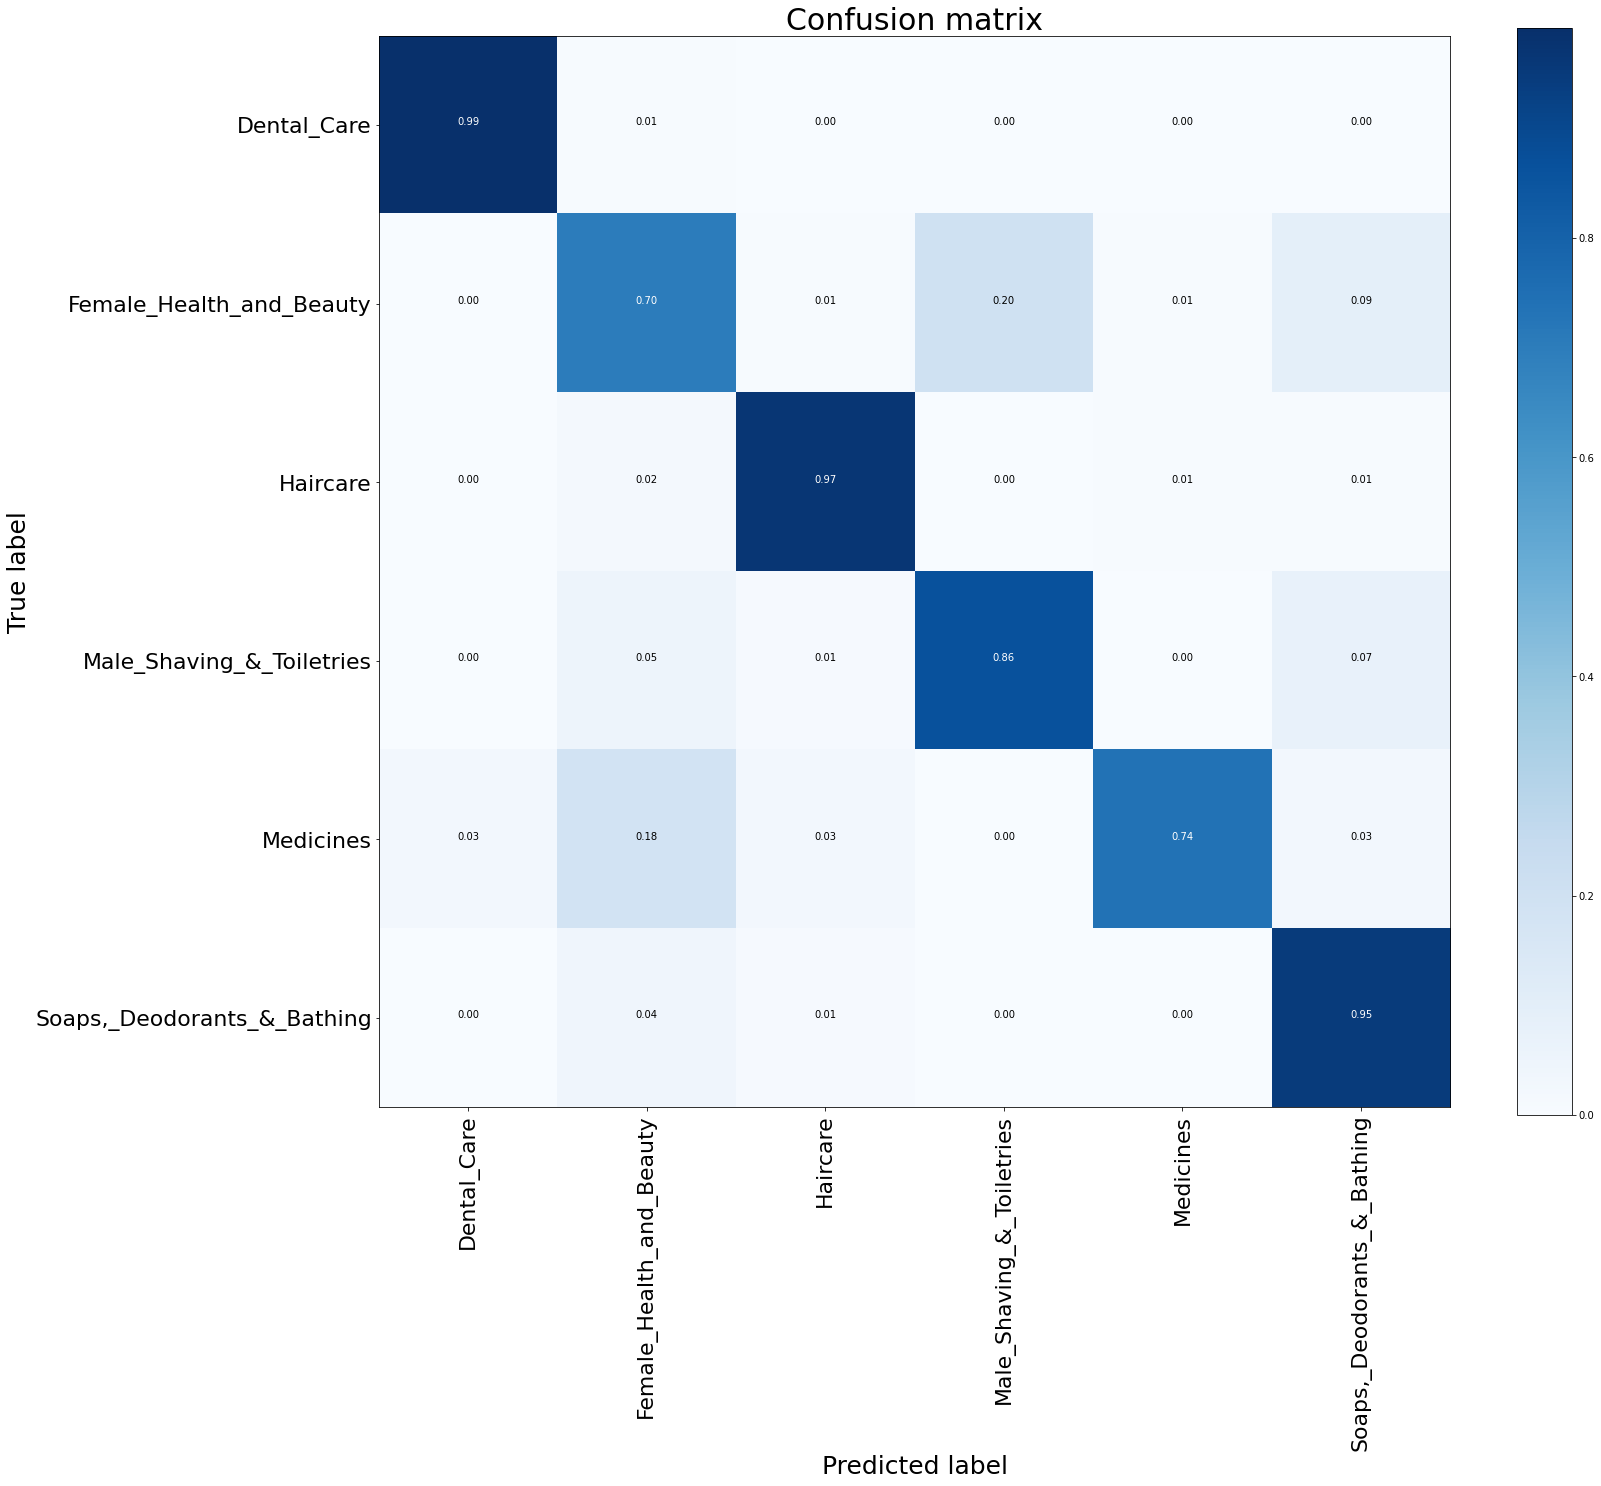 Confusion matrix
True label
Dental_Care 0.99 0.01 0.00 0.00 0.00 0.00
Female_Health_and_Beauty 0.00 0.70 0.01 0.20 0.01 0.09
Haircare 0.00 0.02 0.97 0.00 0.01 0.01
Male_Shaving_&_Toiletries 0.00 0.05 0.01 0.86 0.00 0.07
Medicines 0.03 0.18 0.03 0.00 0.74 0.03
Soaps,_Deodorants_&_Bathing 0.00 0.04 0.01 0.00 0.00 0.95
Dental_Care
Female_Health_and_Beauty
Haircare
Male_Shaving_&_Toiletries
Medicines
Soaps,_Deodorants_&_Bathing
Predicted label
0.8
0.6
0.4
0.2
0.0